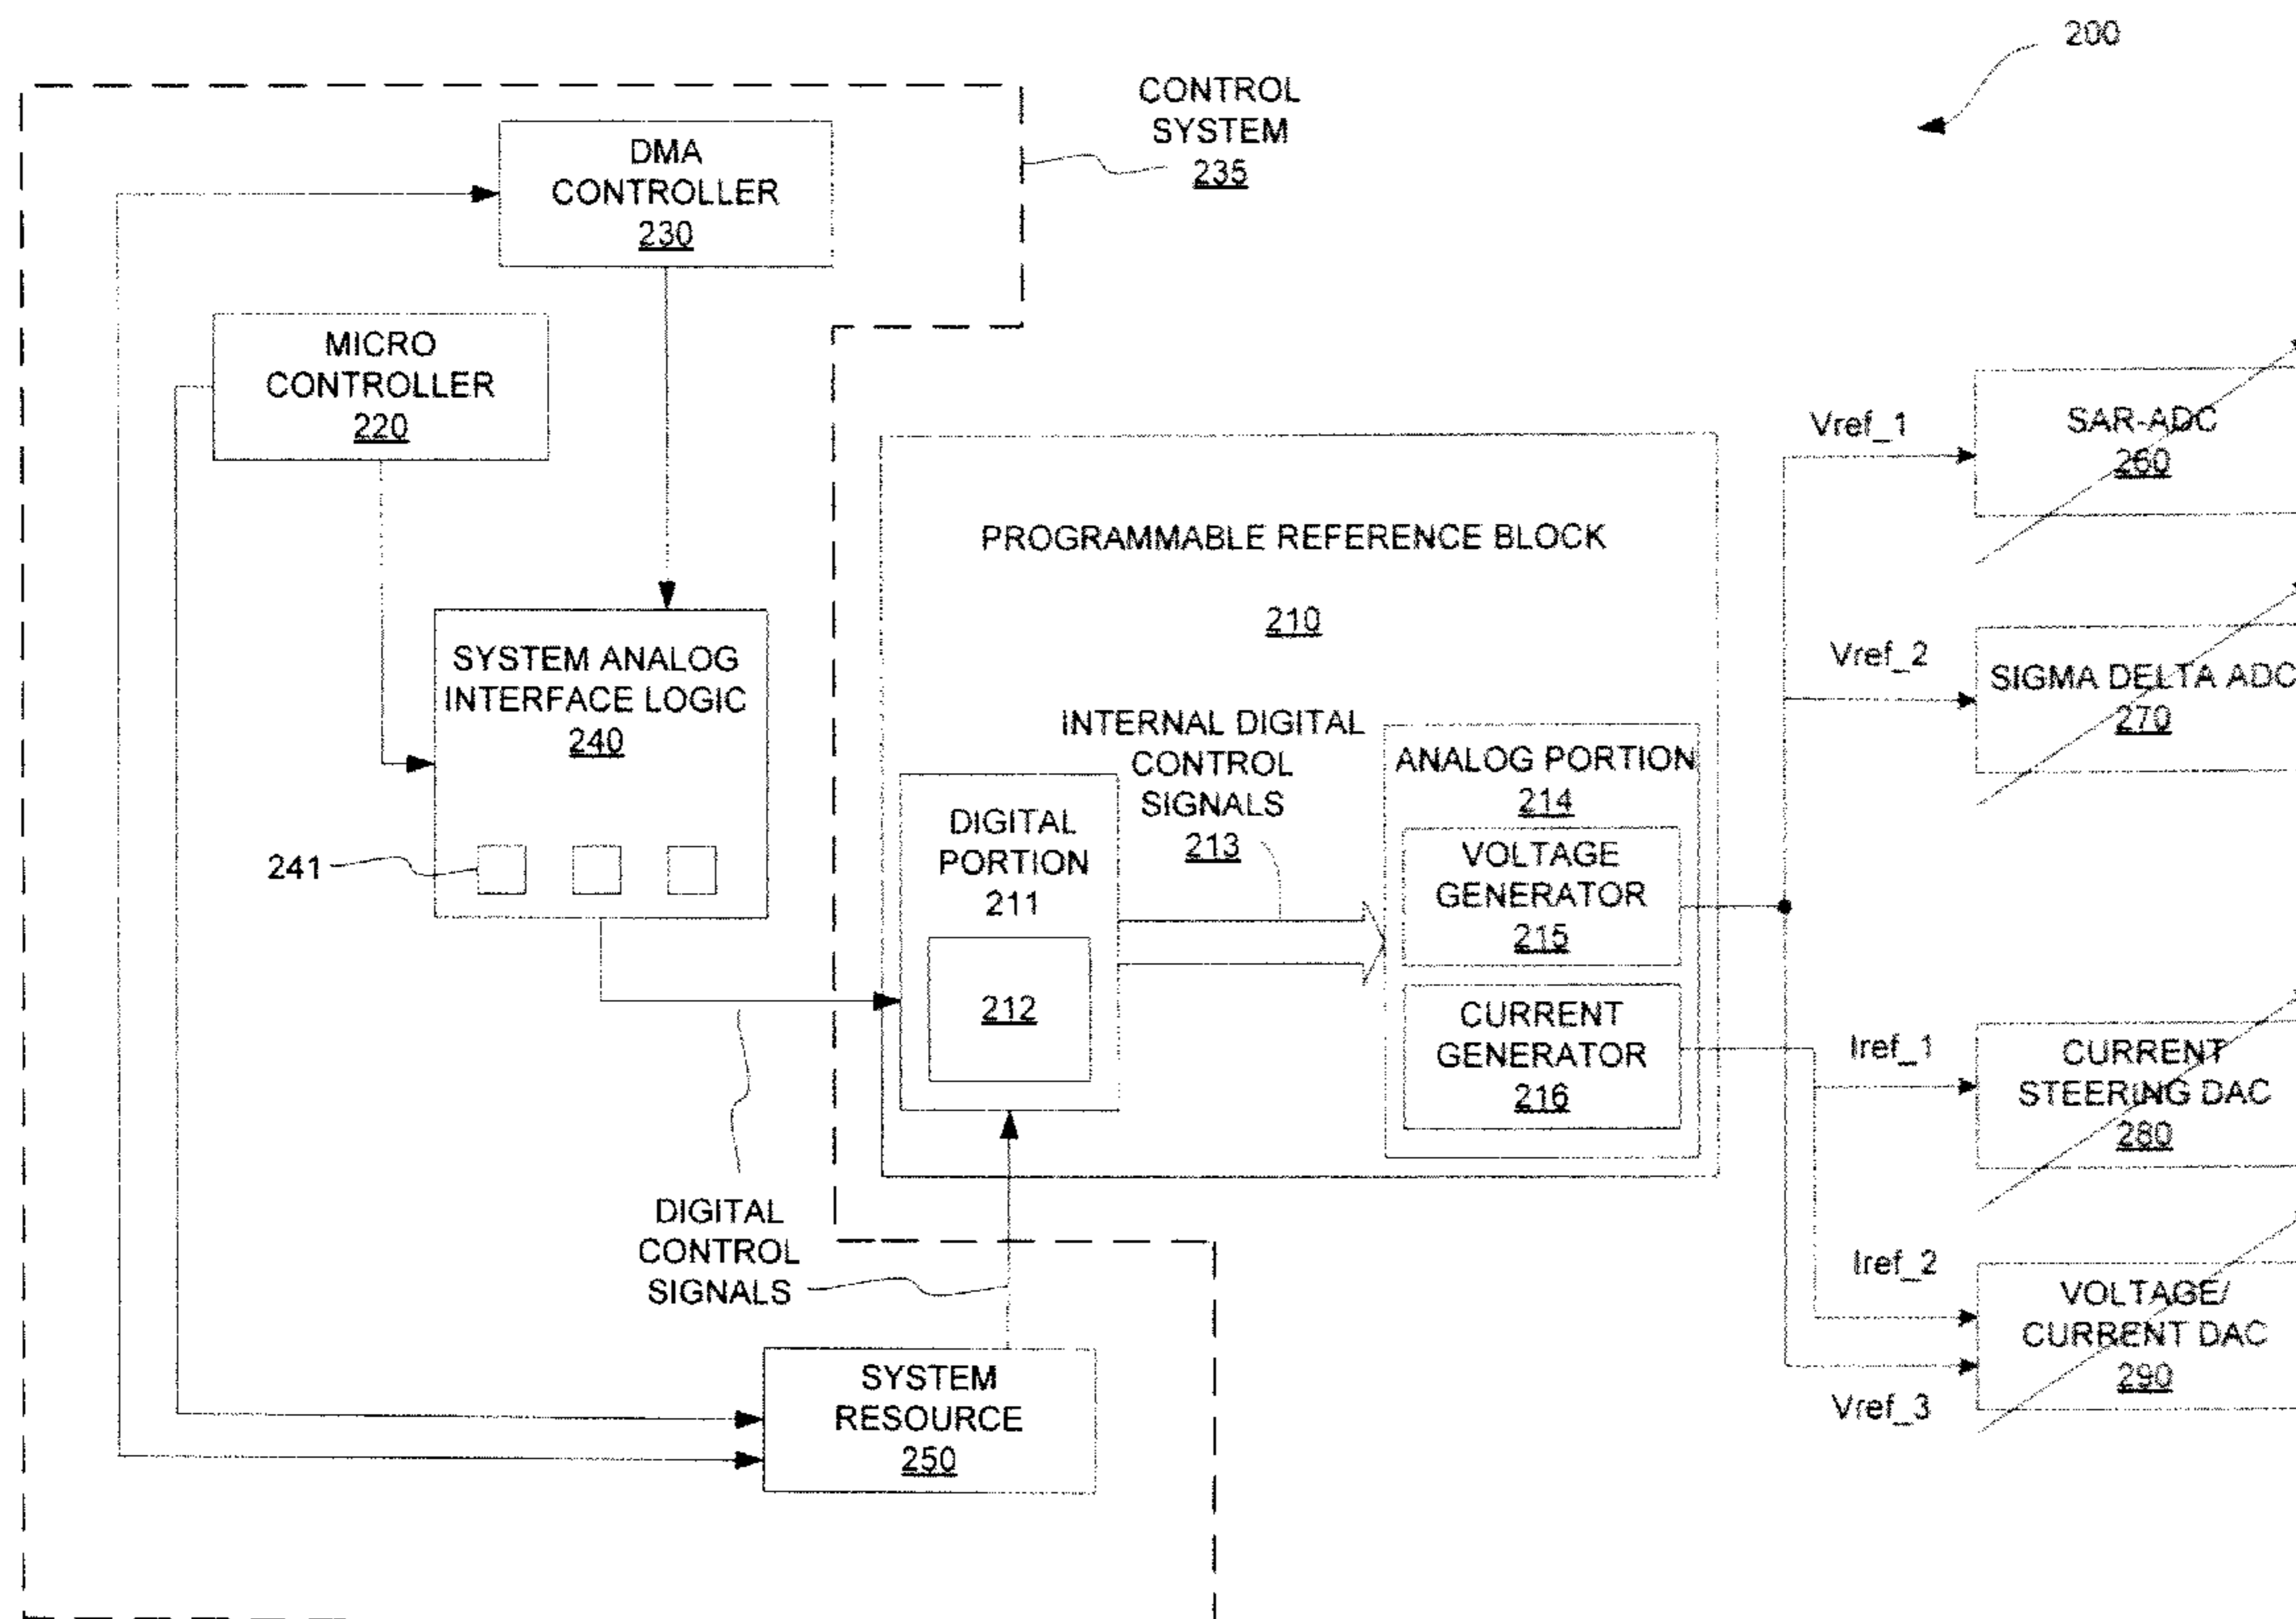 200
CONTROL
SYSTEM
235
DMA
CONTROLLER
230
MICRO
CONTROLLER
220
SYSTEM ANALOG
INTERFACE LOGIC
240
241
PROGRAMMABLE REFERENCE BLOCK
210
INTERNAL DIGITAL
CONTROL
SIGNALS
213
DIGITAL
PORTION
211
212
ANALOG PORTION
214
VOLTAGE
GENERATOR
215
CURRENT
GENERATOR
216
Vref_1
SAR-ADC
260
Vref_2
SIGMA DELTA ADC
270
Iref_1
CURRENT
STEERING DAC
280
Iref_2
VOLTAGE/
CURRENT DAC
290
Vref_3
DIGITAL
CONTROL
SIGNALS
SYSTEM
RESOURCE
250